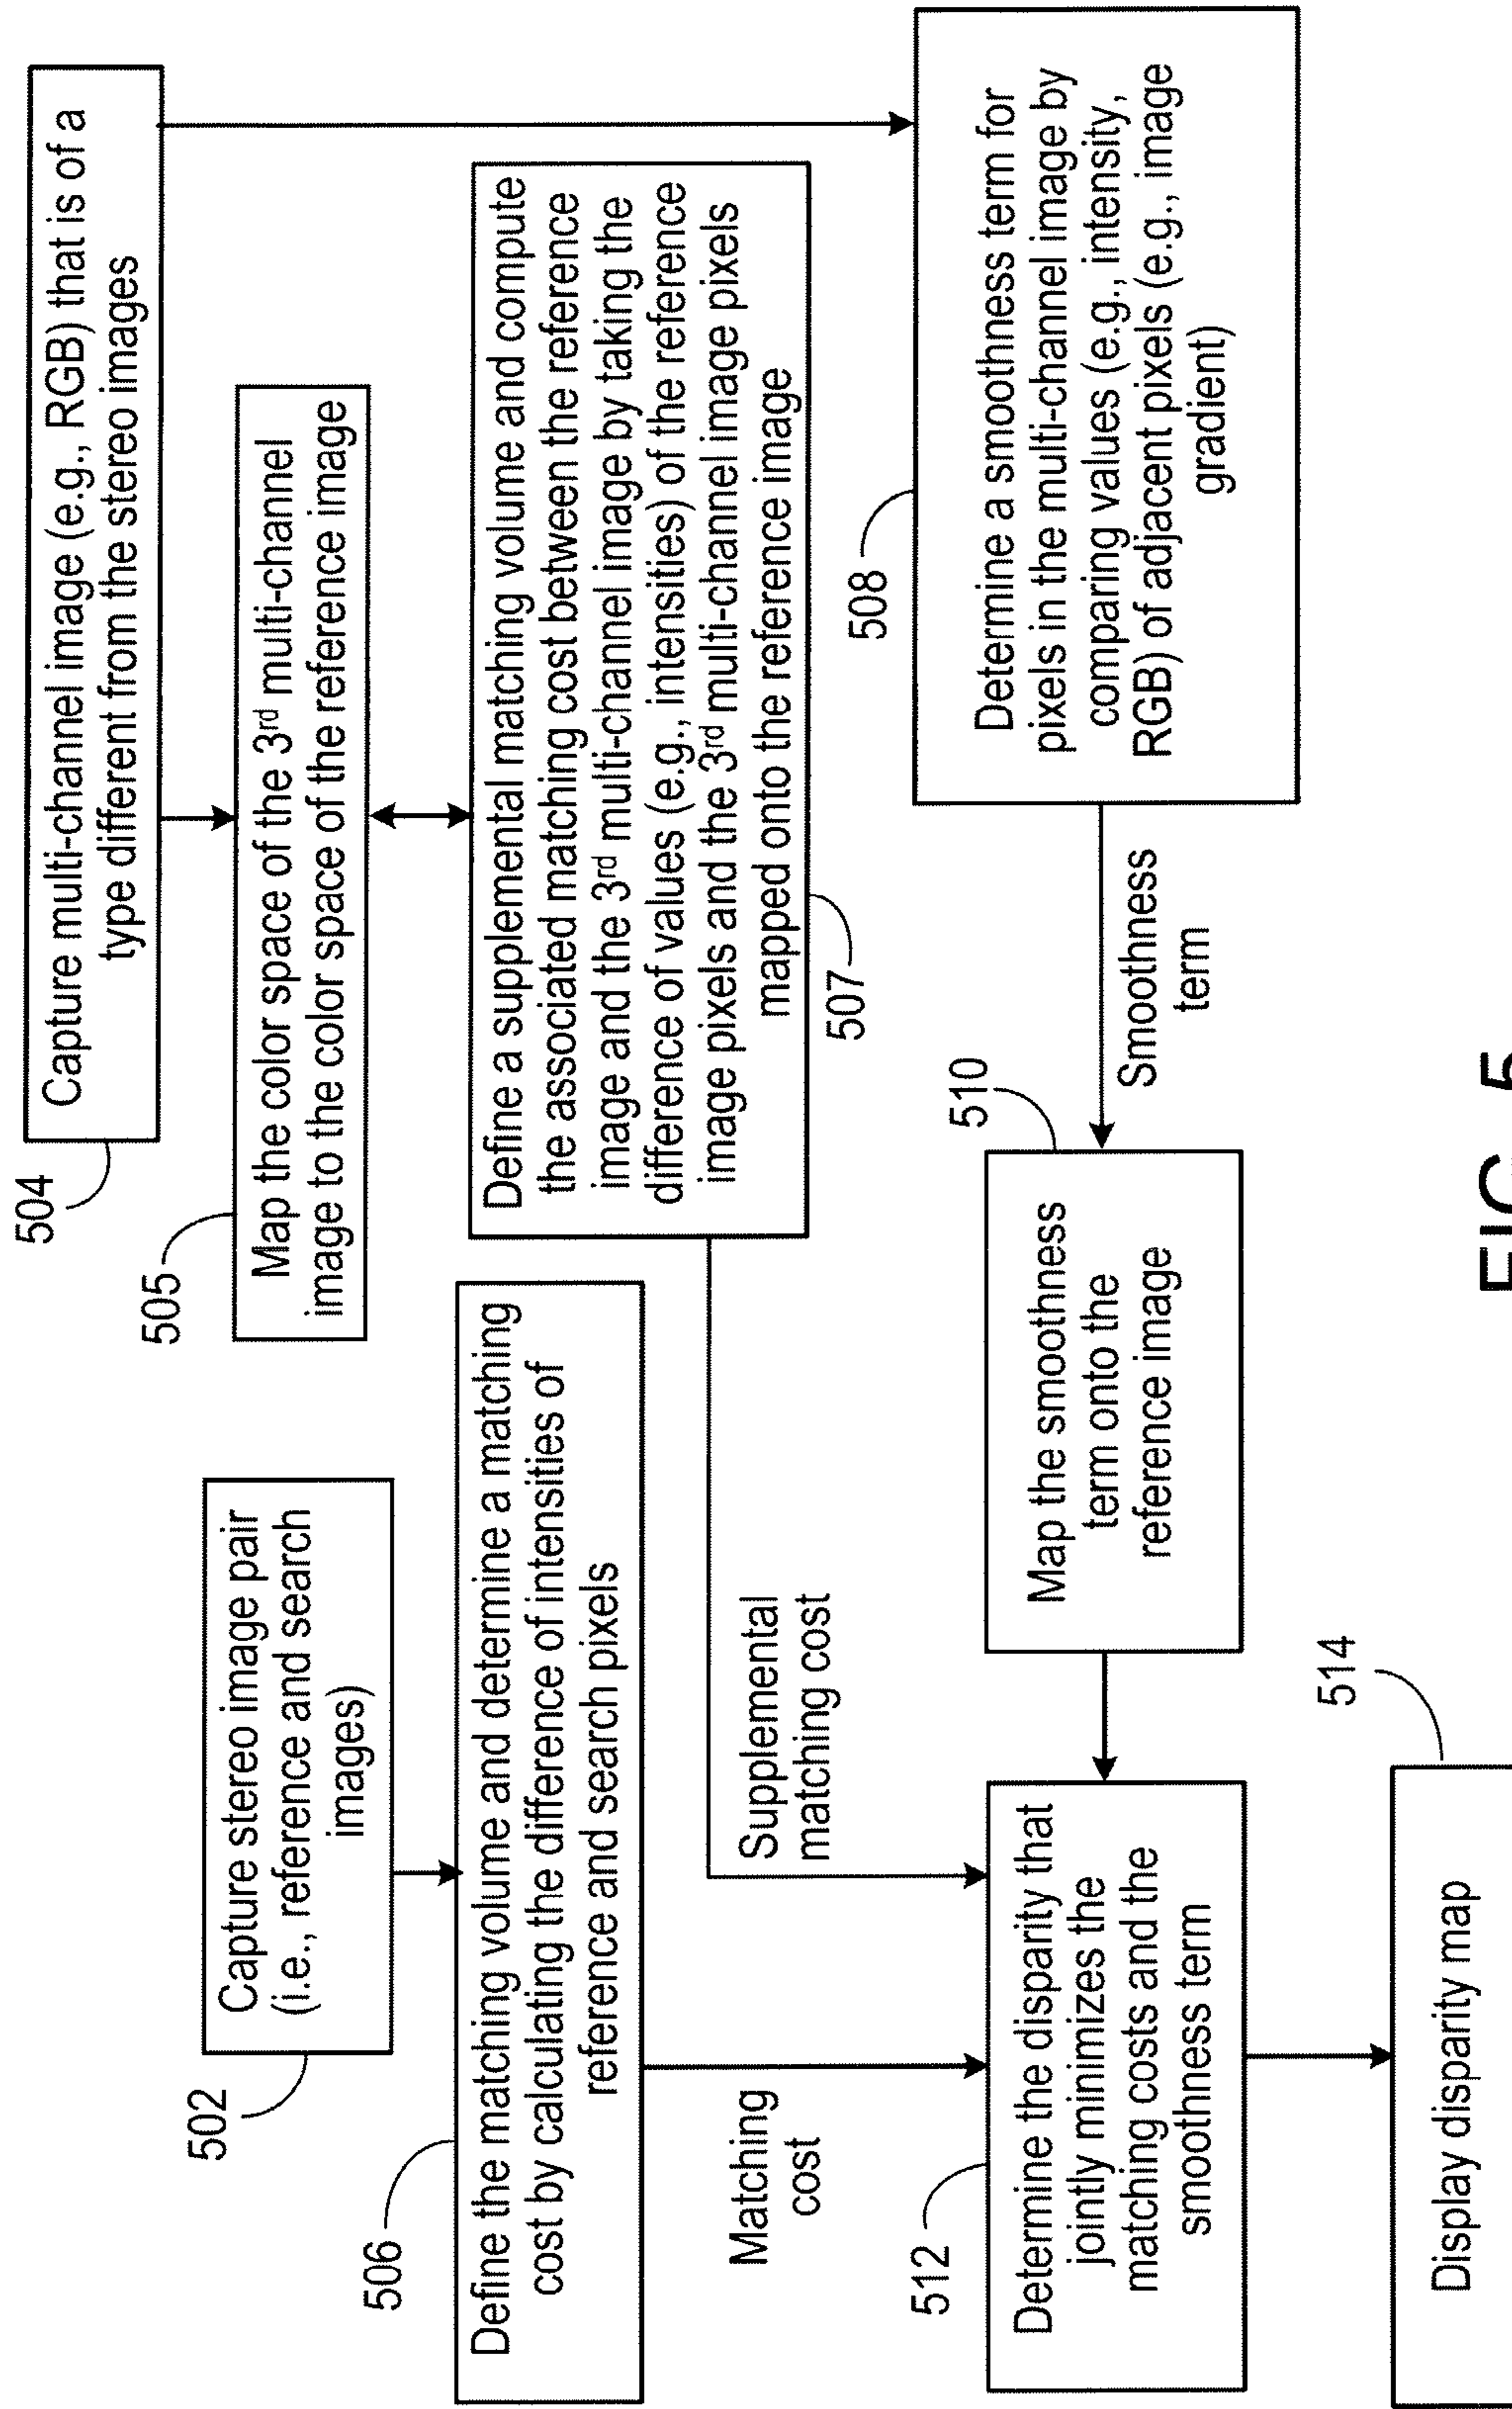 504
Capture multi-channel image (e.g., RGB) that is of a
type different from the stereo images
505
Map the color space of the 3rd multi-channel
image to the color space of the reference image
502
Capture stereo image pair
(i.e., reference and search
images)
506
Define the matching volume and determine a matching
cost by calculating the difference of intensities of
reference and search pixels
Define a supplemental matching volume and compute
the associated matching cost between the reference
image and the 3rd multi-channel image by taking the
difference of values (e.g., intensities) of the reference
image pixels and the 3rd multi-channel image pixels
mapped onto the reference image
507
Matching
cost
Supplemental
matching cost
508
Determine a smoothness term for
pixels in the multi-channel image by
comparing values (e.g., intensity,
RGB) of adjacent pixels (e.g., image
gradient)
Smoothness
term
510
Map the smoothness
term onto the
reference image
512
Determine the disparity that
jointly minimizes the
matching costs and the
smoothness term
514
Display disparity map
FIG. 5